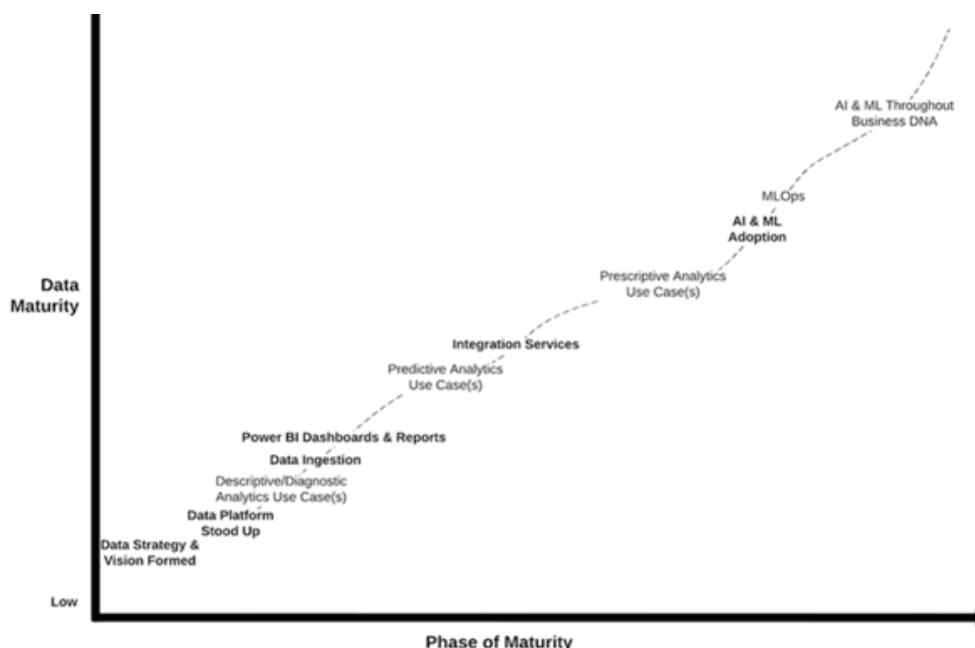 AI & ML Throughout
Business DNA
MLOps
AI & ML
Adoption
Prescriptive Analytics
Use Case(s)
Data
Maturity
Integration Services
Predictive Analytics
Use Case(s)
Power BI Dashboards & Reports
Data Ingestion
Descriptive/Diagnostic
Analytics Use Case(s)
Data Platform
Stood Up
Data Strategy &
Vision Formed
Low
Phase of Maturity